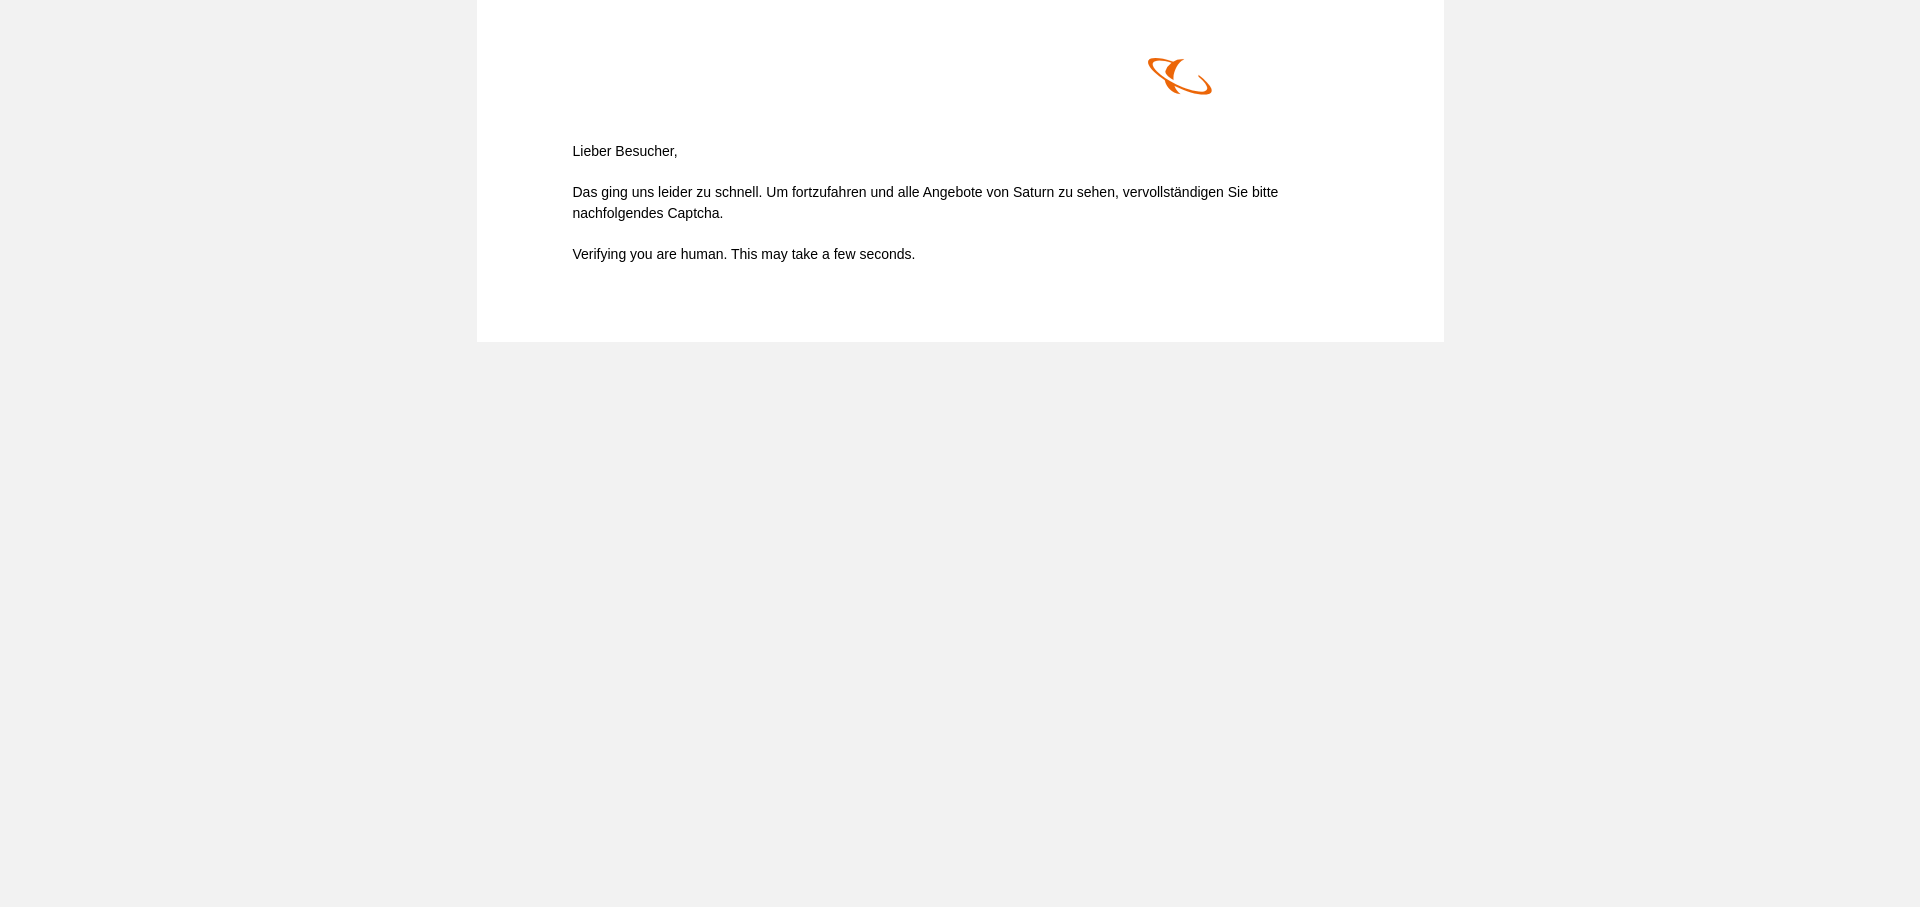 Lieber Besucher,
Das ging uns leider zu schnell. Um fortzufahren und alle Angebote von Saturn zu sehen, vervollständigen Sie bitte
nachfolgendes Captcha.
Verifying you are human. This may take a few seconds.